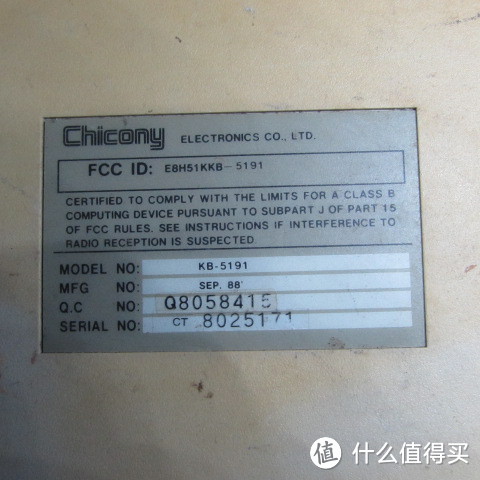 Chicony ELECTRONICS CO., LTD.
FCC ID: E8H51KKB-5191
CERTIFIED TO COMPLY WITH THE LIMITS FOR A CLASS B
COMPUTING DEVICE PURSUANT TO SUBPART J OF PART 15
OF FCC RULES. SEE INSTRUCTIONS IF INTERFERENCE TO
RADIO RECEPTION IS SUSPECTED
MODEL NO: KB-5191
MFG NO: SEP. 88'
Q.C NO: Q8058415
SERIAL NO: CT 8025171
值 什么值得买